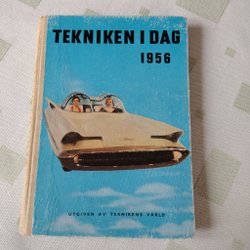 TEKNIKEN I DAG
1956
UTGIVEN AV TEKNIKENS VÄRLD